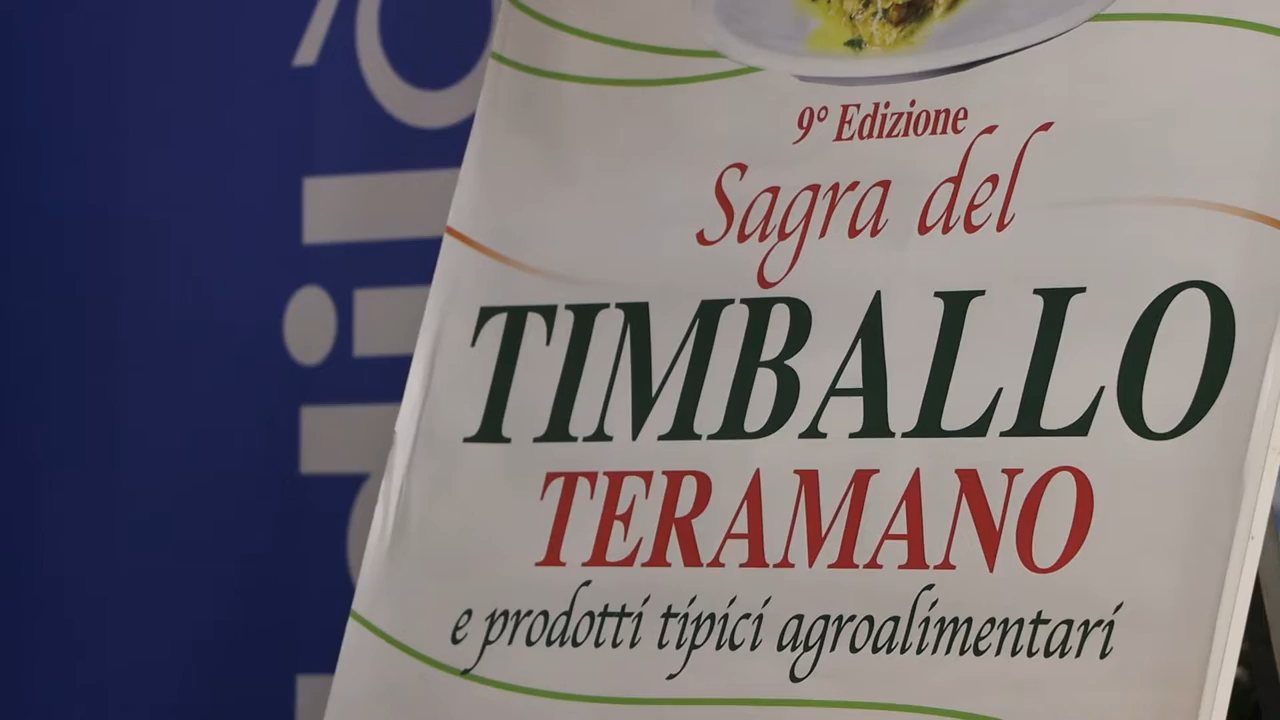 9° Edizione
Sagra del
TIMBALLO
TERAMANO
e prodotti tipici agroalimentari